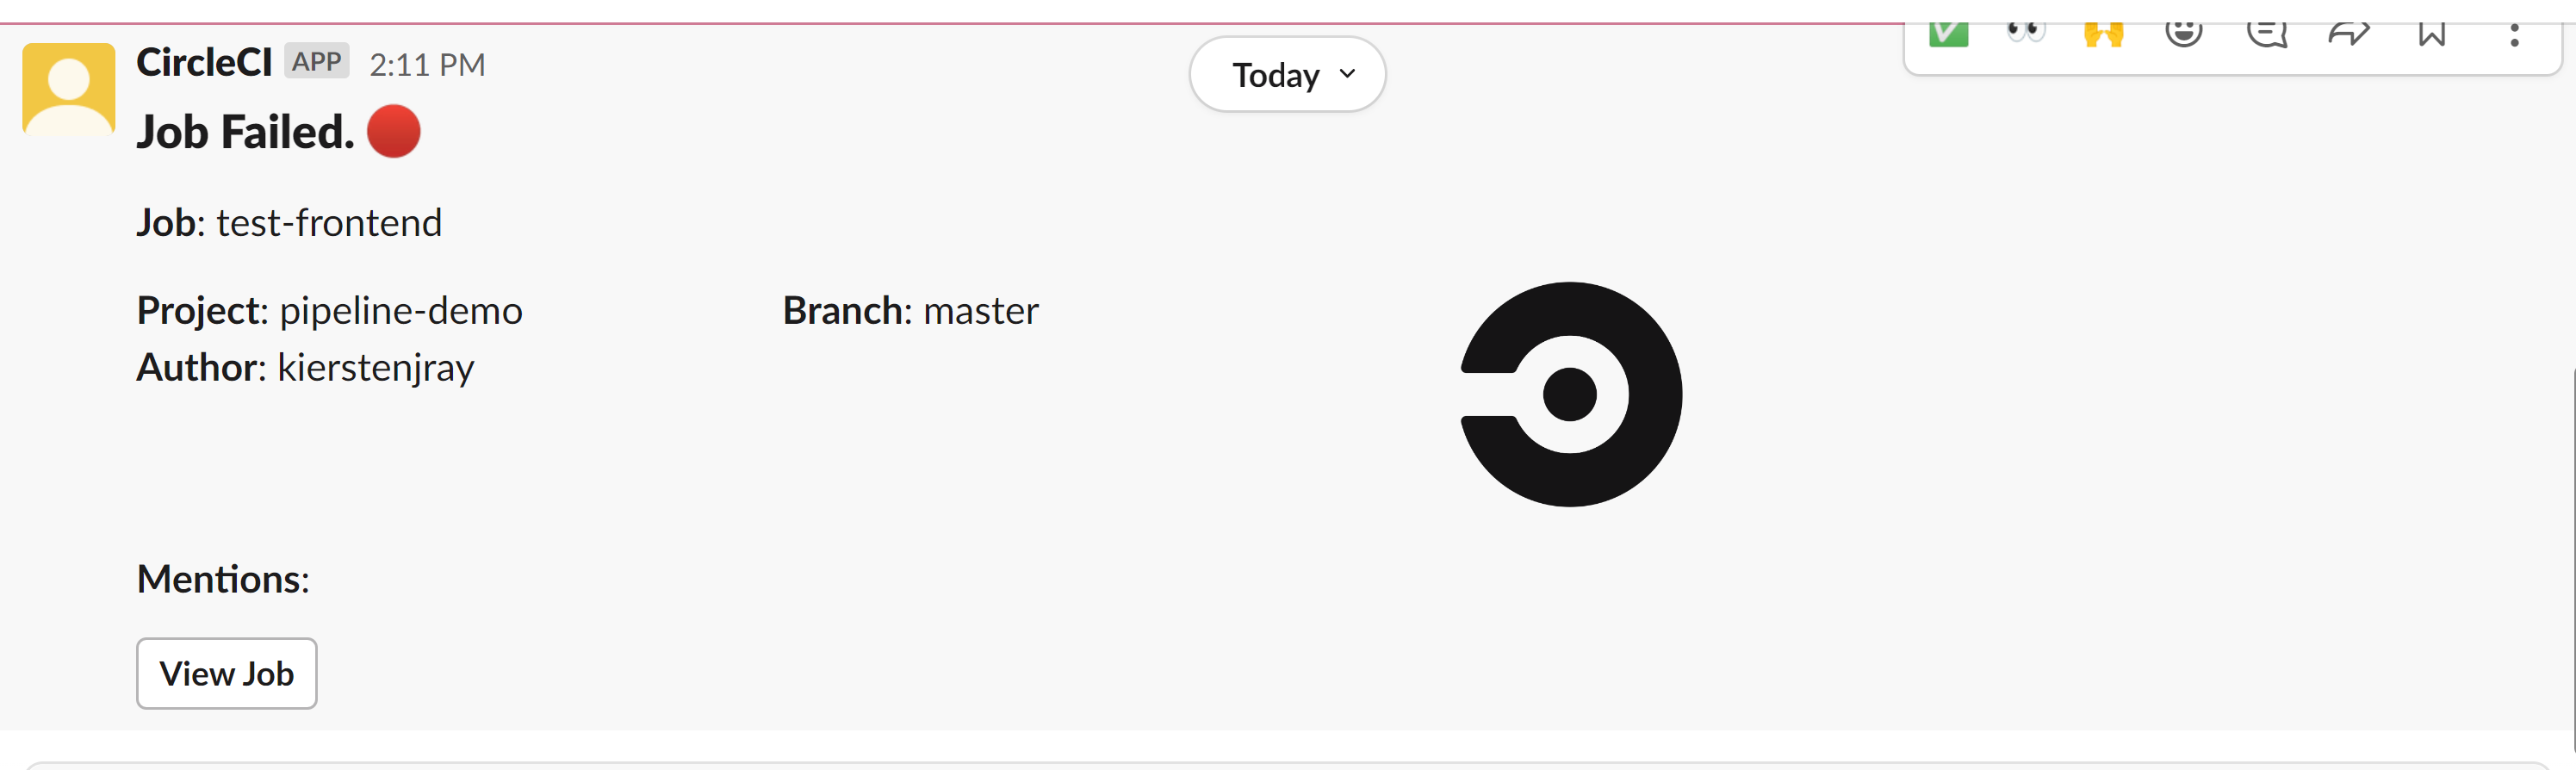 CircleCI APP 2:11 PM
Today
Job Failed.
Job: test-frontend
Project: pipeline-demo
Branch: master
Author: kierstenjray
Mentions:
View Job